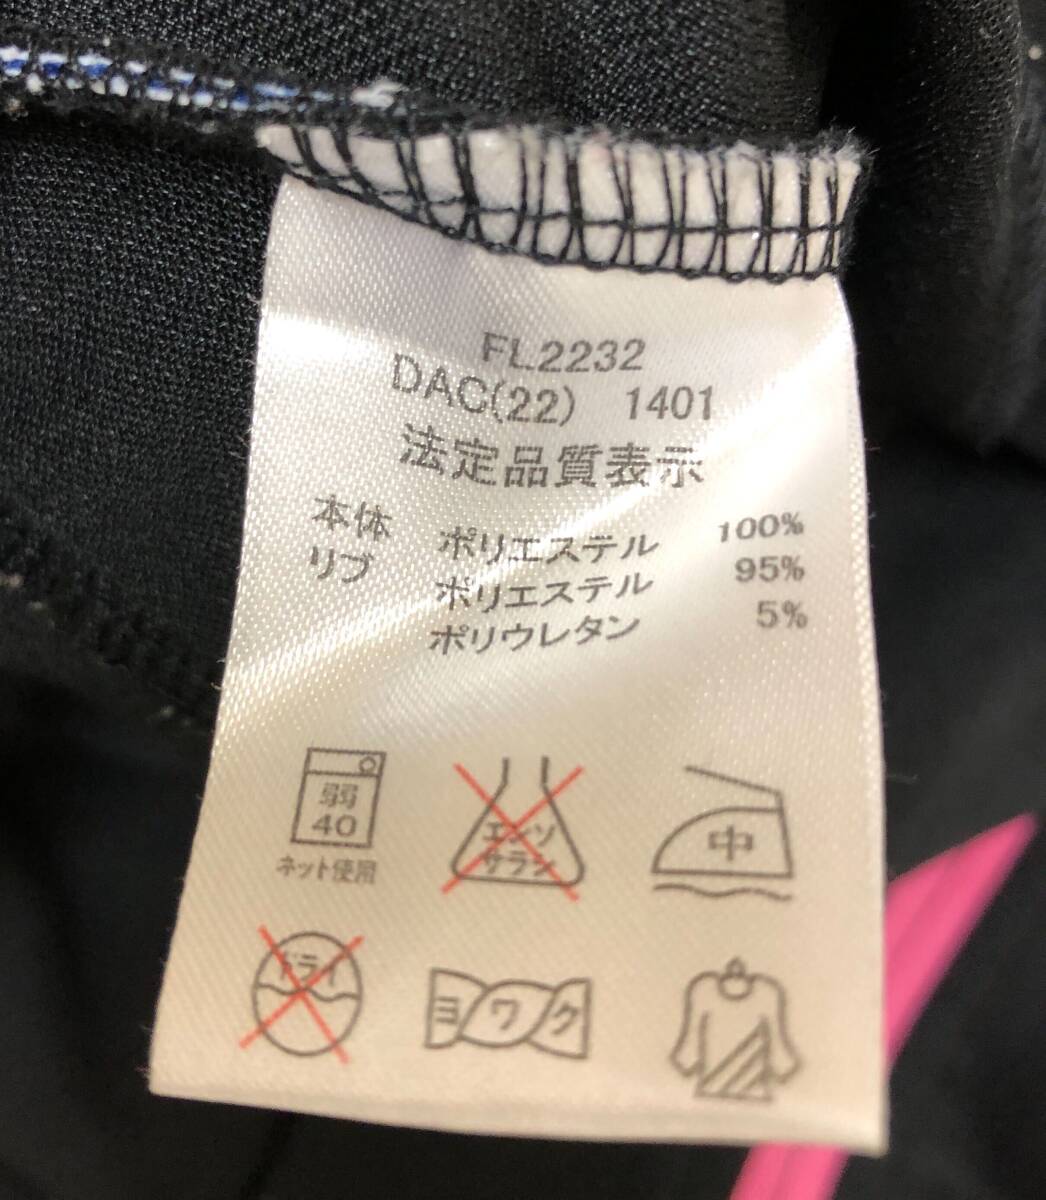 FL2232
DAC(22) 1401
法定品質表示
本体 ポリエステル 100%
リブ ポリエステル 95%
ポリウレタン 5%
弱
40
ネット使用
エンソ
サラシ
中
ドライ
ヨワク